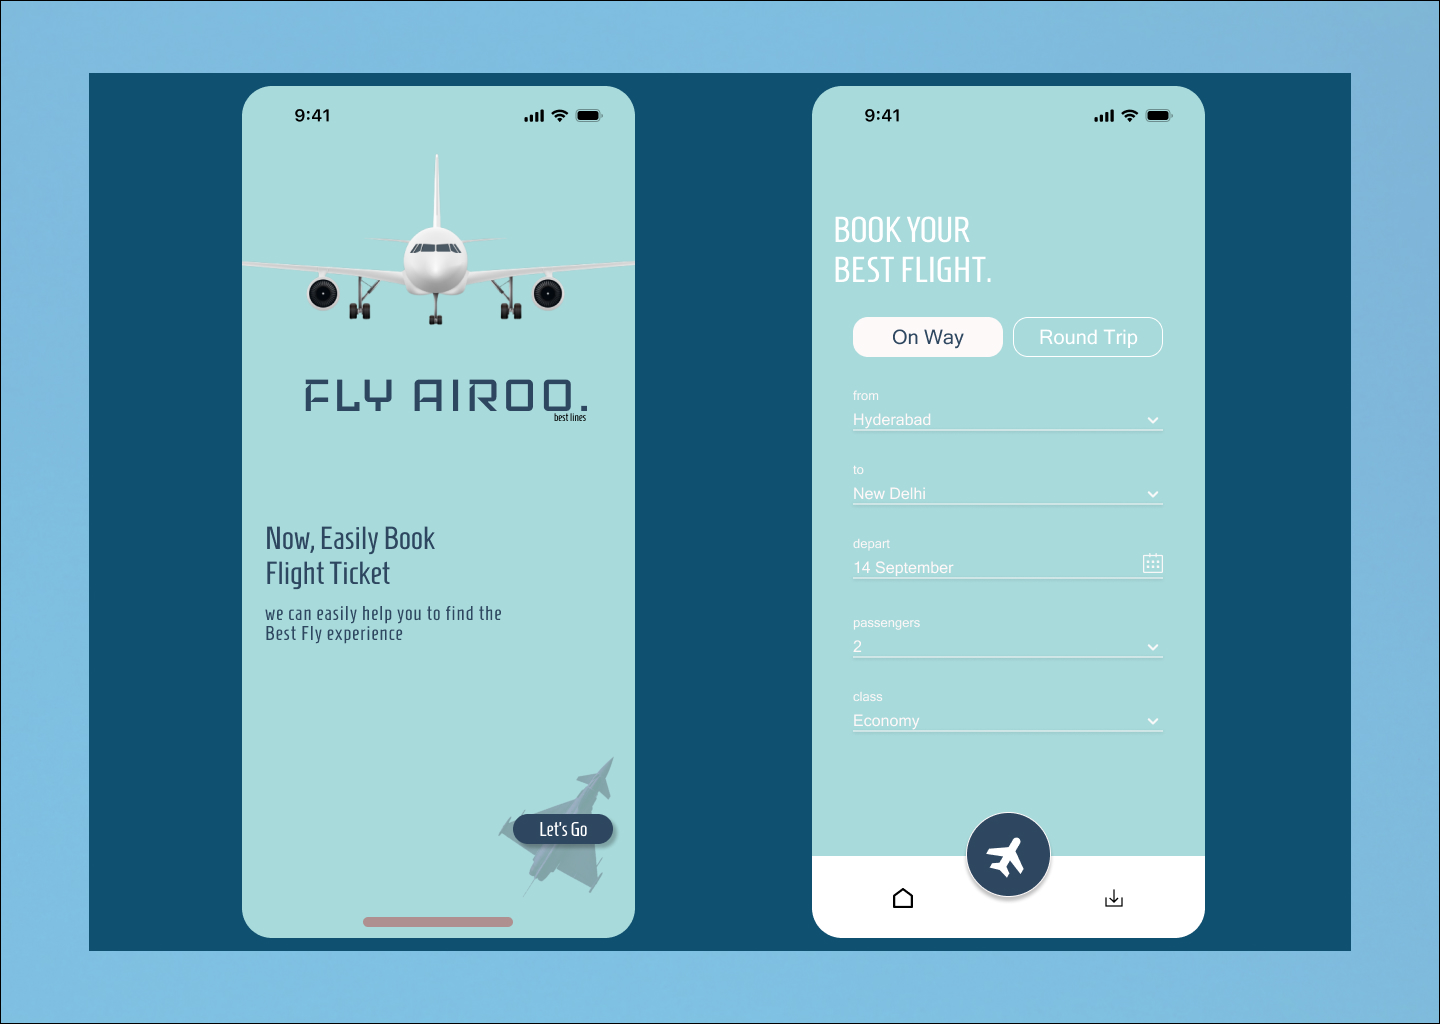 9:41
FLY AIROO.
best lines
Now, Easily Book
Flight Ticket
we can easily help you to find the
Best Fly experience
Let's Go
9:41
BOOK YOUR
BEST FLIGHT.
On Way
Round Trip
from
Hyderabad
to
New Delhi
depart
14 September
passengers
2
class
Economy